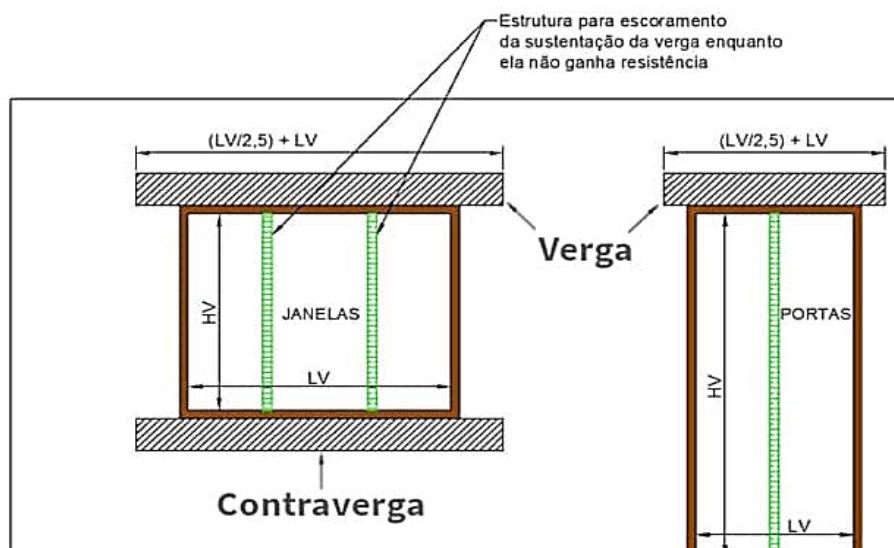 Estrutura para escoramento
da sustentação da verga enquanto
ela não ganha resistência
(LV/2,5) + LV
(LV/2,5) + LV
Verga
HV
JANELAS
LV
HV
PORTAS
LV
Contraverga